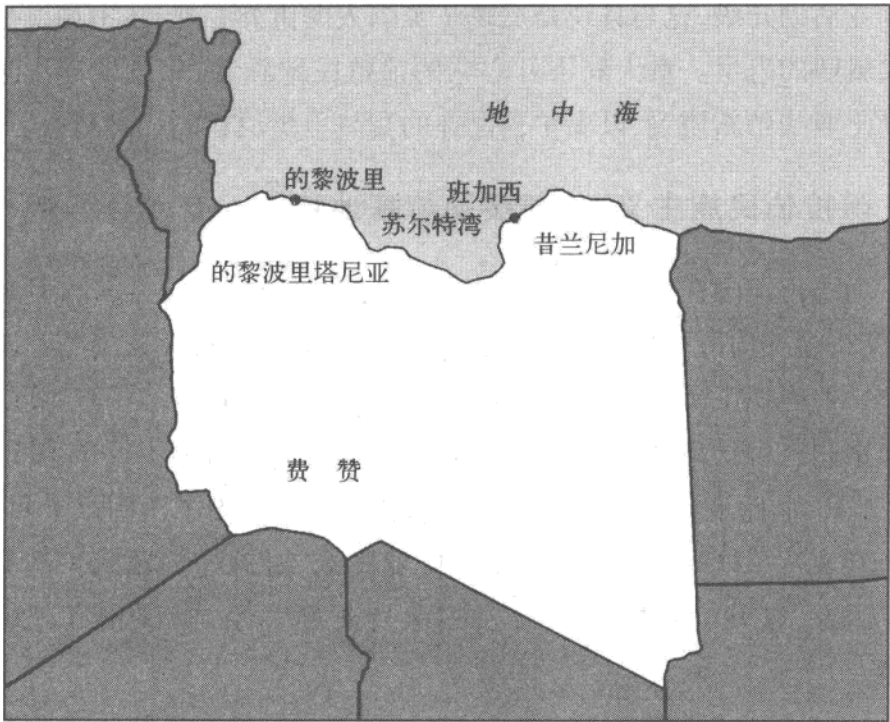 地中海
的黎波里
班加西
苏尔特湾
昔兰尼加
的黎波里塔尼亚
费赞